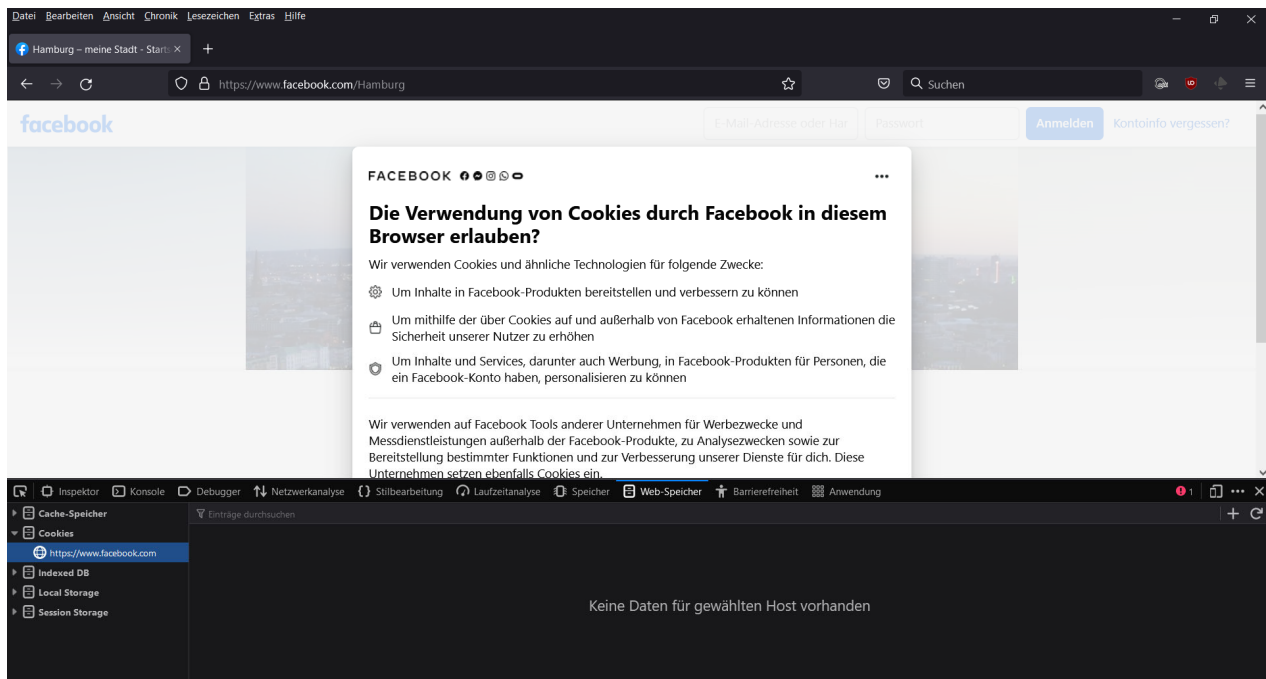 Datei Bearbeiten Ansicht Chronik Lesezeichen Extras Hilfe
Hamburg – meine Stadt - Starts
https://www.facebook.com/Hamburg
Suchen
facebook
E-Mail-Adresse oder Har
Passwort
Anmelden
Kontoinfo vergessen?
FACEBOOK
Die Verwendung von Cookies durch Facebook in diesem
Browser erlauben?
Wir verwenden Cookies und ähnliche Technologien für folgende Zwecke:
Um Inhalte in Facebook-Produkten bereitstellen und verbessern zu können
Um mithilfe der über Cookies auf und außerhalb von Facebook erhaltenen Informationen die
Sicherheit unserer Nutzer zu erhöhen
Um Inhalte und Services, darunter auch Werbung, in Facebook-Produkten für Personen, die
ein Facebook-Konto haben, personalisieren zu können
Wir verwenden auf Facebook Tools anderer Unternehmen für Werbezwecke und
Messdienstleistungen außerhalb der Facebook-Produkte, zu Analysezwecken sowie zur
Bereitstellung bestimmter Funktionen und zur Verbesserung unserer Dienste für dich. Diese
Unternehmen setzen ebenfalls Cookies ein.
Inspektor Konsole Debugger Netzwerkanalyse Stilbearbeitung Laufzeitanalyse Speicher Web-Speicher Barrierefreiheit Anwendung 1
Cache-Speicher
Einträge durchsuchen
Cookies
https://www.facebook.com
Indexed DB
Local Storage
Session Storage
Keine Daten für gewählten Host vorhanden